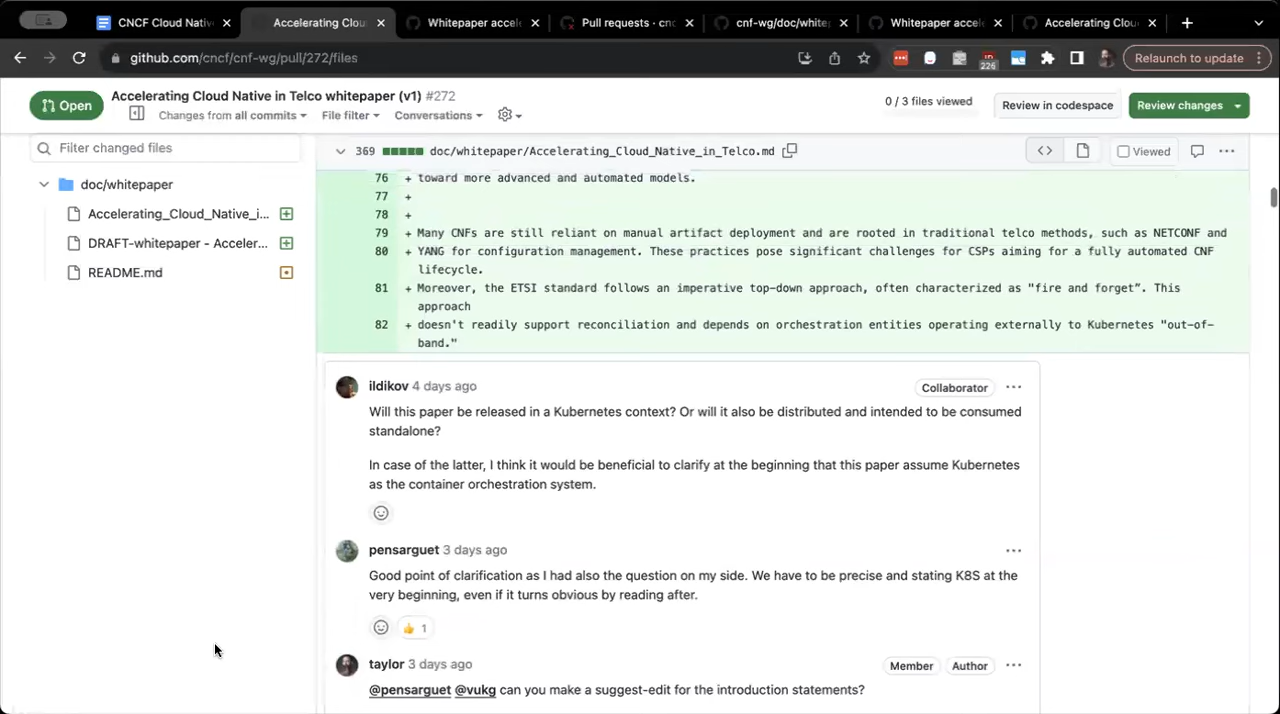 CNCF Cloud Nativ
Accelerating Clou
Whitepaper accel
Pull requests · cnc
cnf-wg/doc/white
Whitepaper accel
Accelerating Clou
github.com/cncf/cnf-wg/pull/272/files
226
Relaunch to update
Open
Accelerating Cloud Native in Telco whitepaper (v1) #272
Changes from all commits
File filter
Conversations
0 / 3 files viewed
Review in codespace
Review changes
Filter changed files
doc/whitepaper
Accelerating_Cloud_Native_i...
DRAFT-whitepaper - Acceler...
README.md
369 doc/whitepaper/Accelerating_Cloud_Native_in_Telco.md
Viewed
76 + toward more advanced and automated models.
77 +
78 +
79 + Many CNFs are still reliant on manual artifact deployment and are rooted in traditional telco methods, such as NETCONF and
80 + YANG for configuration management. These practices pose significant challenges for CSPs aiming for a fully automated CNF
lifecycle.
81 + Moreover, the ETSI standard follows an imperative top-down approach, often characterized as "fire and forget”. This
approach
82 + doesn't readily support reconciliation and depends on orchestration entities operating externally to Kubernetes "out-of-
band."
ildikov 4 days ago
Collaborator
Will this paper be released in a Kubernetes context? Or will it also be distributed and intended to be consumed
standalone?
In case of the latter, I think it would be beneficial to clarify at the beginning that this paper assume Kubernetes
as the container orchestration system.
pensarguet 3 days ago
Good point of clarification as I had also the question on my side. We have to be precise and stating K8S at the
very beginning, even if it turns obvious by reading after.
1
taylor 3 days ago
Member
Author
@pensarguet @vukg can you make a suggest-edit for the introduction statements?